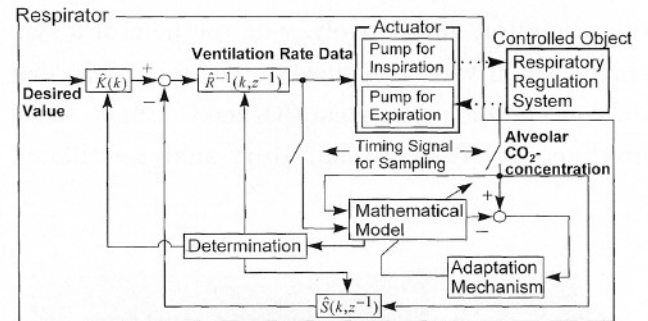 Respirator
Actuator
Controlled Object
Pump for
Inspiration
Pump for
Expiration
Respiratory
Regulation
System
Ventilation Rate Data
+
K̂(k)
R̂⁻¹(k,z⁻¹)
Desired
Value
−
Timing Signal
for Sampling
Alveolar
CO₂-
concentration
+
Mathematical
Model
−
Determination
Adaptation
Mechanism
Ŝ(k,z⁻¹)